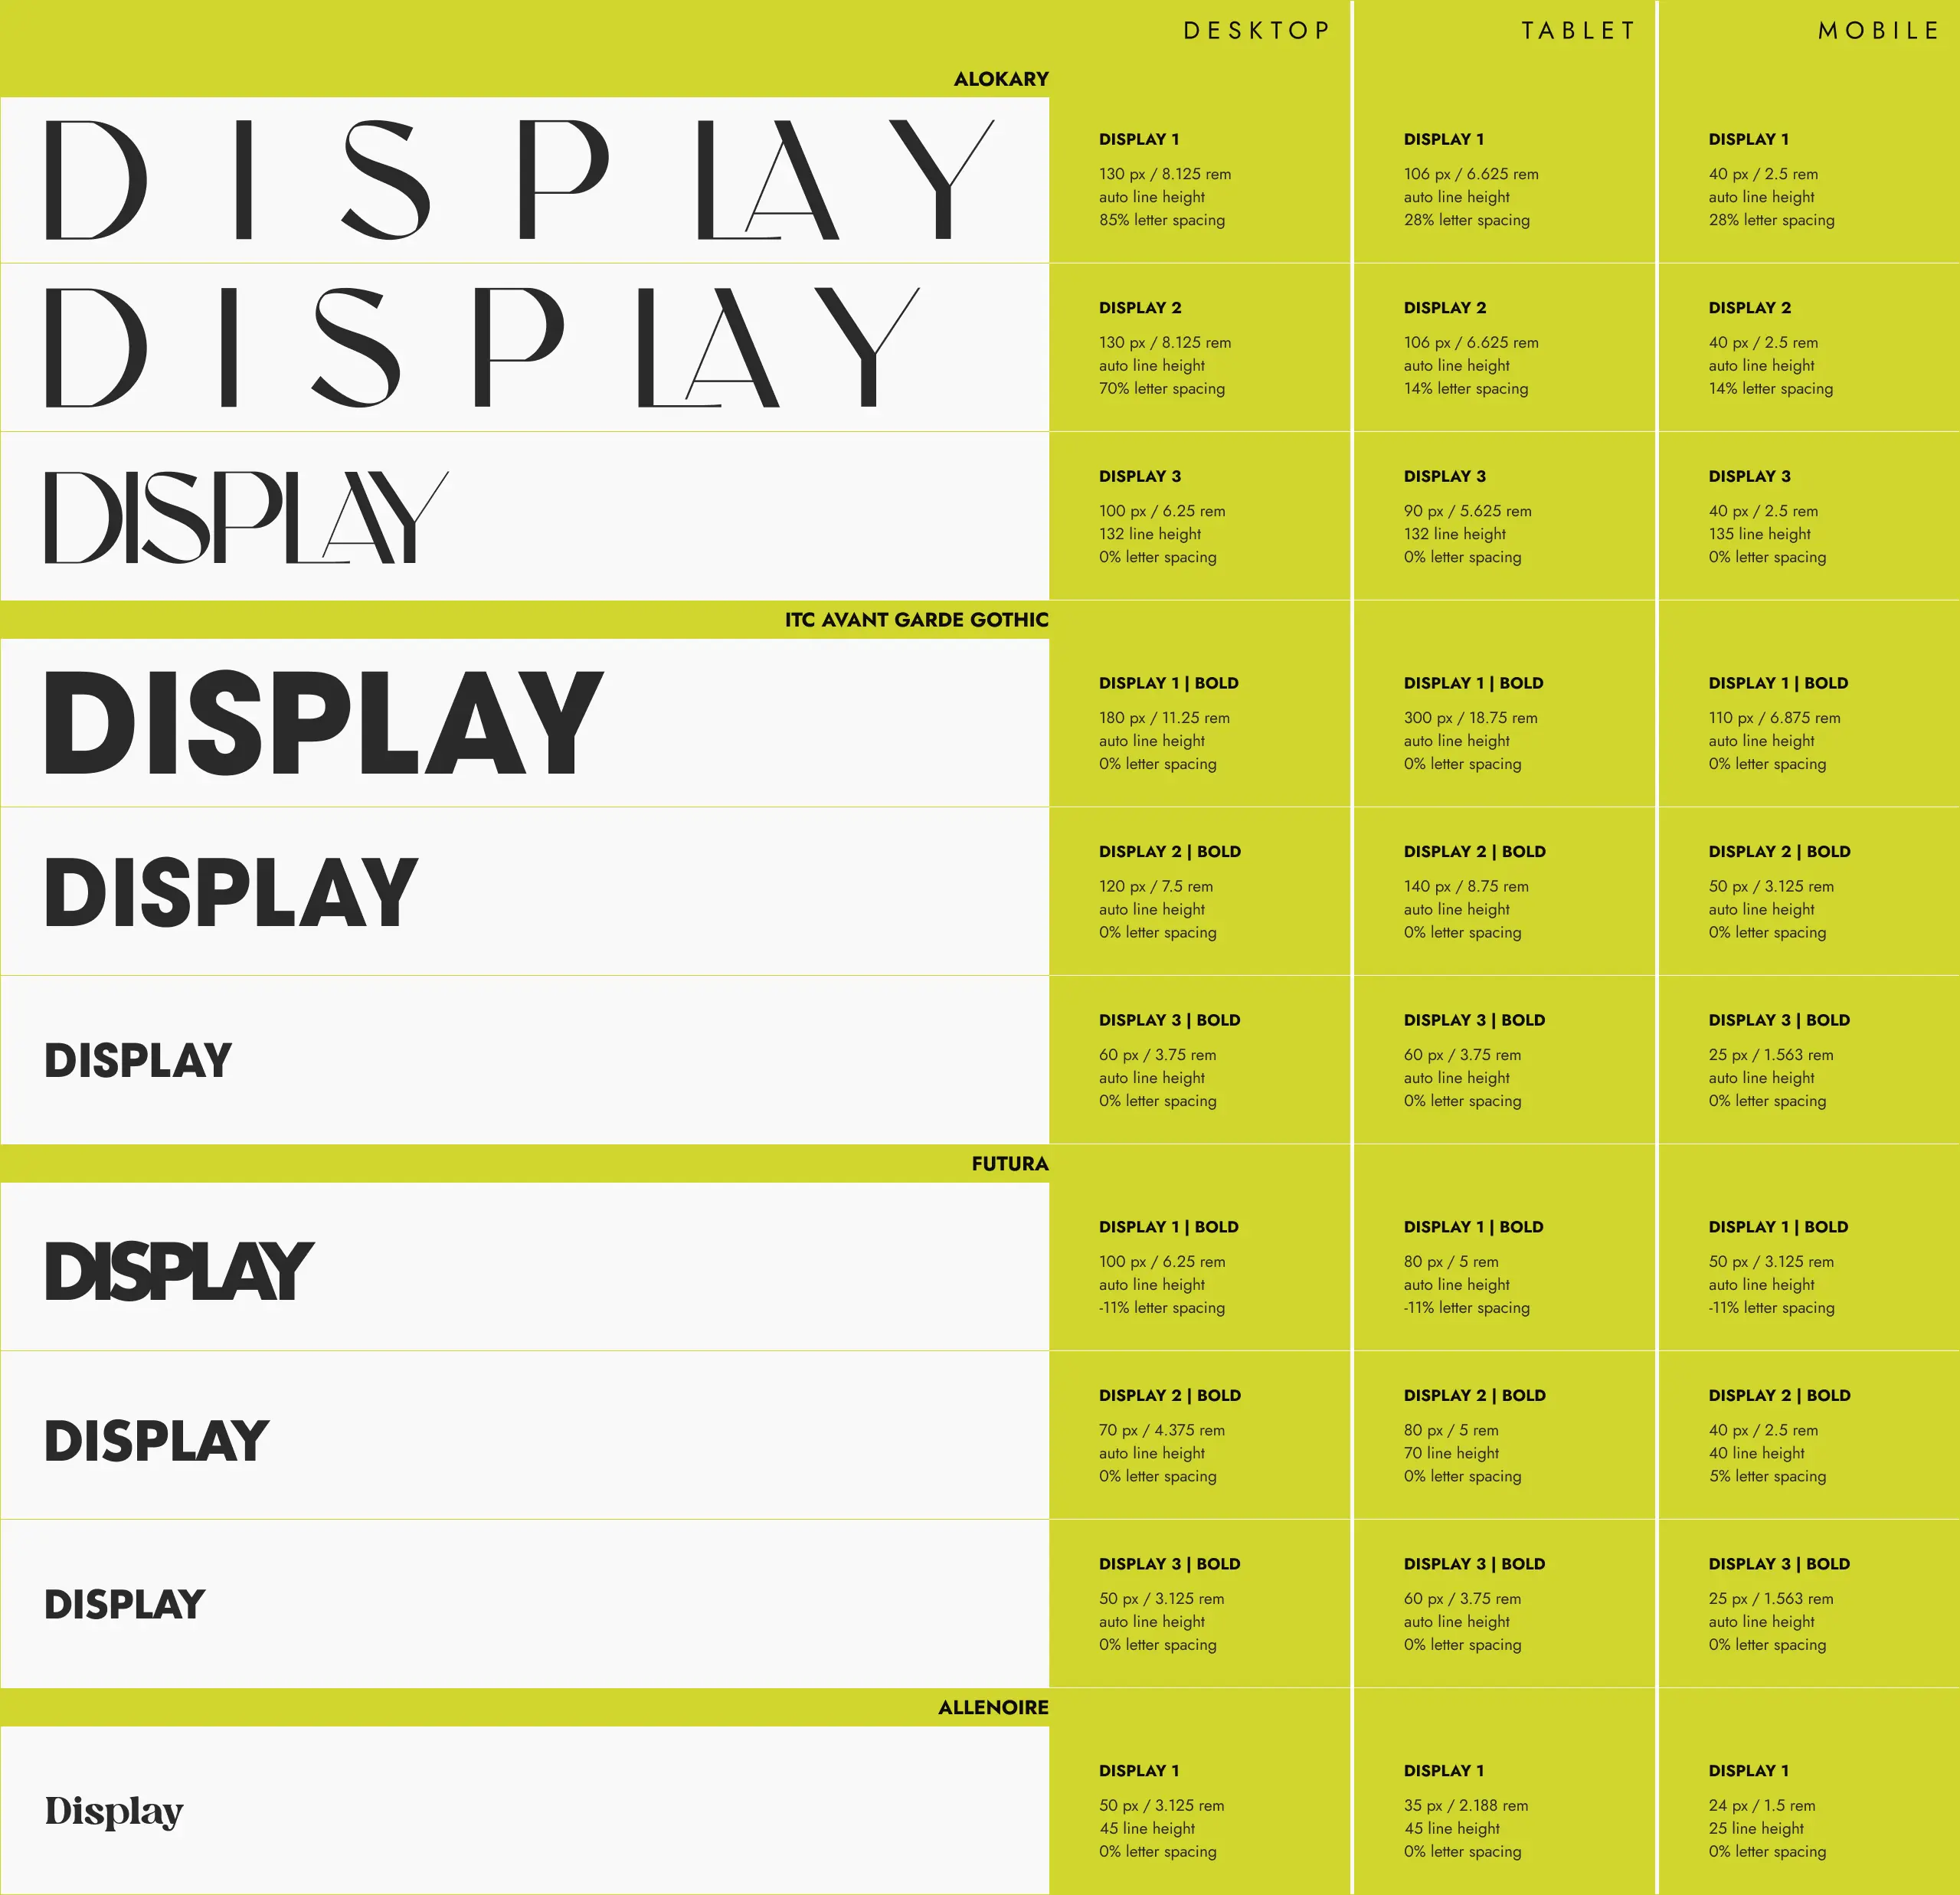 DESKTOP
TABLET
MOBILE
ALOKARY
DISPLAY
DISPLAY 1
130 px / 8.125 rem
auto line height
85% letter spacing
DISPLAY 1
106 px / 6.625 rem
auto line height
28% letter spacing
DISPLAY 1
40 px / 2.5 rem
auto line height
28% letter spacing
DISPLAY
DISPLAY 2
130 px / 8.125 rem
auto line height
70% letter spacing
DISPLAY 2
106 px / 6.625 rem
auto line height
14% letter spacing
DISPLAY 2
40 px / 2.5 rem
auto line height
14% letter spacing
DISPLAY
DISPLAY 3
100 px / 6.25 rem
132 line height
0% letter spacing
DISPLAY 3
90 px / 5.625 rem
132 line height
0% letter spacing
DISPLAY 3
40 px / 2.5 rem
135 line height
0% letter spacing
ITC AVANT GARDE GOTHIC
DISPLAY
DISPLAY 1 | BOLD
180 px / 11.25 rem
auto line height
0% letter spacing
DISPLAY 1 | BOLD
300 px / 18.75 rem
auto line height
0% letter spacing
DISPLAY 1 | BOLD
110 px / 6.875 rem
auto line height
0% letter spacing
DISPLAY
DISPLAY 2 | BOLD
120 px / 7.5 rem
auto line height
0% letter spacing
DISPLAY 2 | BOLD
140 px / 8.75 rem
auto line height
0% letter spacing
DISPLAY 2 | BOLD
50 px / 3.125 rem
auto line height
0% letter spacing
DISPLAY
DISPLAY 3 | BOLD
60 px / 3.75 rem
auto line height
0% letter spacing
DISPLAY 3 | BOLD
60 px / 3.75 rem
auto line height
0% letter spacing
DISPLAY 3 | BOLD
25 px / 1.563 rem
auto line height
0% letter spacing
FUTURA
DISPLAY
DISPLAY 1 | BOLD
100 px / 6.25 rem
auto line height
-11% letter spacing
DISPLAY 1 | BOLD
80 px / 5 rem
auto line height
-11% letter spacing
DISPLAY 1 | BOLD
50 px / 3.125 rem
auto line height
-11% letter spacing
DISPLAY
DISPLAY 2 | BOLD
70 px / 4.375 rem
auto line height
0% letter spacing
DISPLAY 2 | BOLD
80 px / 5 rem
70 line height
0% letter spacing
DISPLAY 2 | BOLD
40 px / 2.5 rem
40 line height
5% letter spacing
DISPLAY
DISPLAY 3 | BOLD
50 px / 3.125 rem
auto line height
0% letter spacing
DISPLAY 3 | BOLD
60 px / 3.75 rem
auto line height
0% letter spacing
DISPLAY 3 | BOLD
25 px / 1.563 rem
auto line height
0% letter spacing
ALLENOIRE
Display
DISPLAY 1
50 px / 3.125 rem
45 line height
0% letter spacing
DISPLAY 1
35 px / 2.188 rem
45 line height
0% letter spacing
DISPLAY 1
24 px / 1.5 rem
25 line height
0% letter spacing